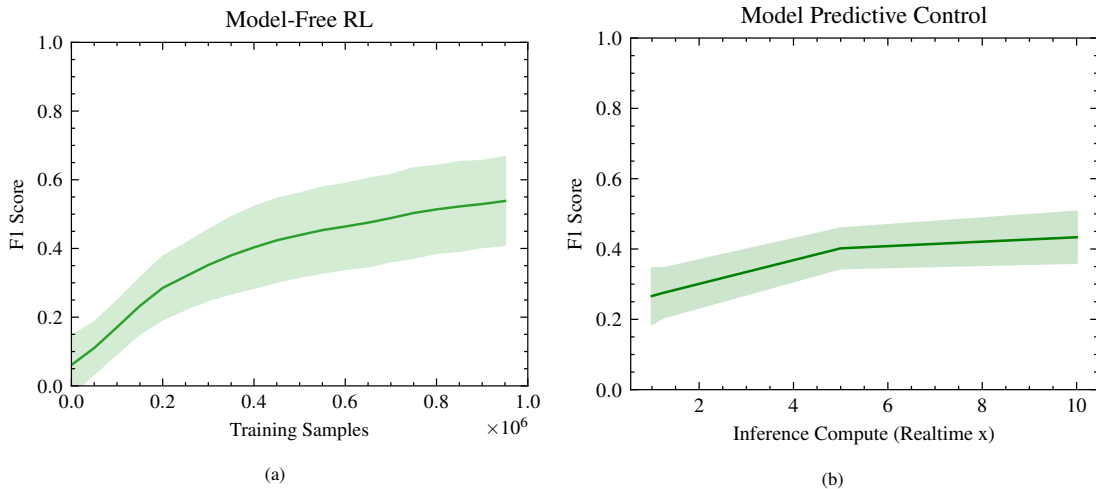 Model-Free RL
1.0
0.8
0.6
0.4
0.2
0.0
F1 Score
0.0 0.2 0.4 0.6 0.8 1.0
Training Samples ×10⁶
(a)
Model Predictive Control
1.0
0.8
0.6
0.4
0.2
0.0
F1 Score
2 4 6 8 10
Inference Compute (Realtime x)
(b)